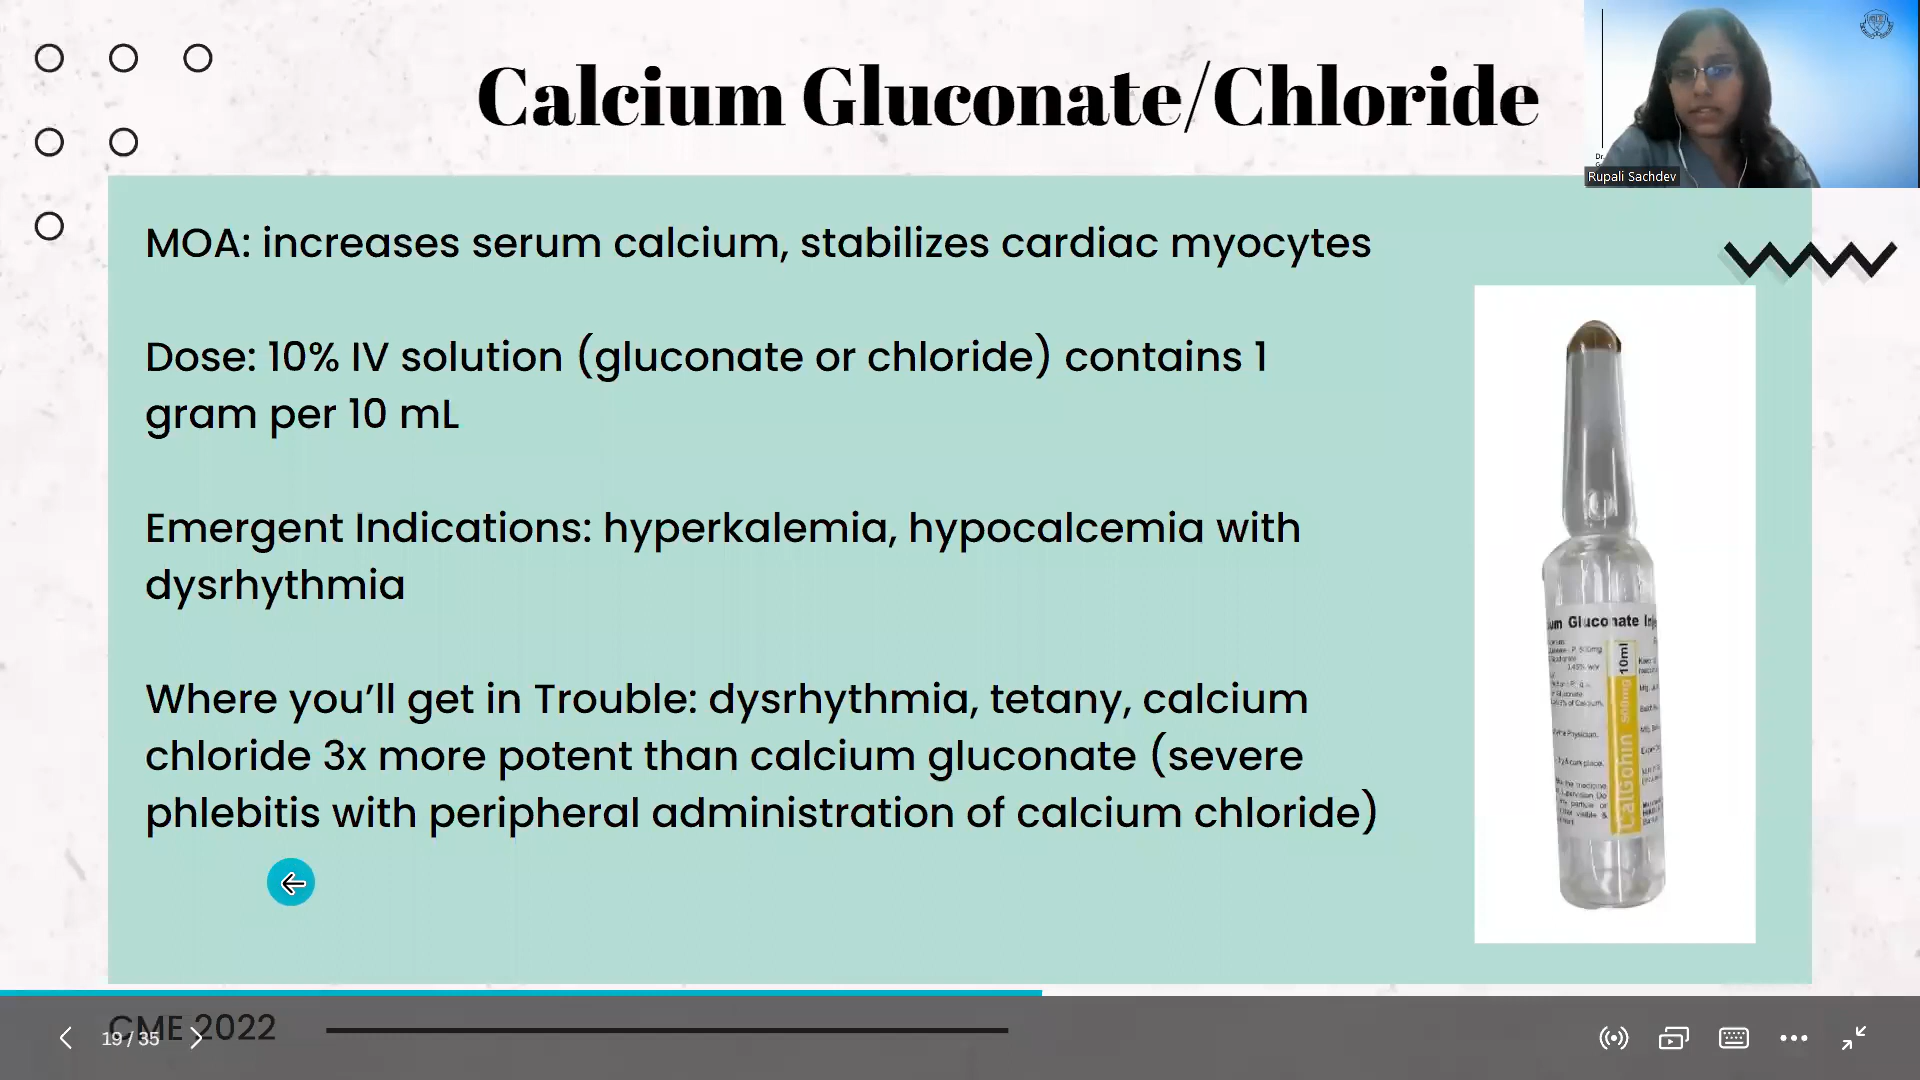 Calcium Gluconate/Chloride
Rupali Sachdev
MOA: increases serum calcium, stabilizes cardiac myocytes
Dose: 10% IV solution (gluconate or chloride) contains 1
gram per 10 mL
Emergent Indications: hyperkalemia, hypocalcemia with
dysrhythmia
Where you’ll get in Trouble: dysrhythmia, tetany, calcium
chloride 3x more potent than calcium gluconate (severe
phlebitis with peripheral administration of calcium chloride)
Gluconate
10ml
500mg
CalGohin
CME 2022
19 / 35